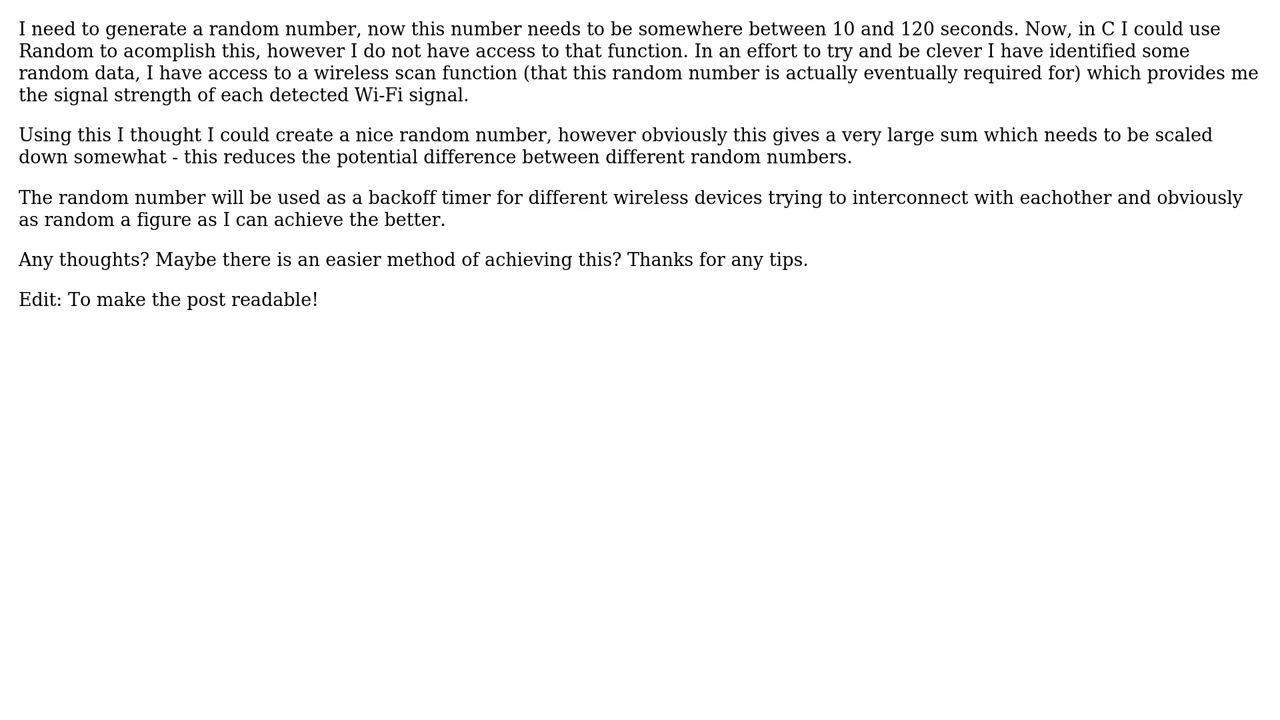 I need to generate a random number, now this number needs to be somewhere between 10 and 120 seconds. Now, in C I could use
Random to acomplish this, however I do not have access to that function. In an effort to try and be clever I have identified some
random data, I have access to a wireless scan function (that this random number is actually eventually required for) which provides me
the signal strength of each detected Wi-Fi signal.
Using this I thought I could create a nice random number, however obviously this gives a very large sum which needs to be scaled
down somewhat - this reduces the potential difference between different random numbers.
The random number will be used as a backoff timer for different wireless devices trying to interconnect with eachother and obviously
as random a figure as I can achieve the better.
Any thoughts? Maybe there is an easier method of achieving this? Thanks for any tips.
Edit: To make the post readable!